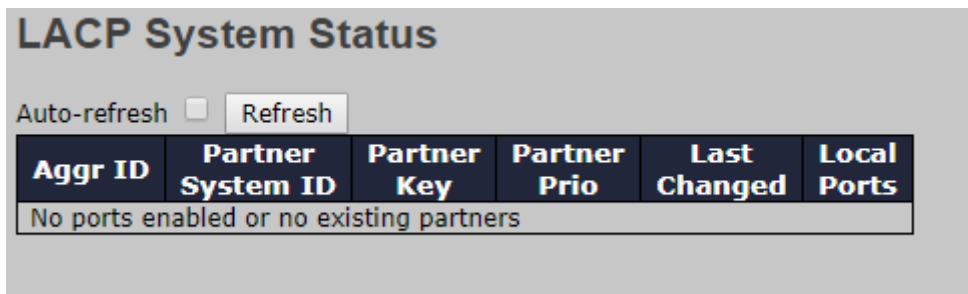 LACP System Status
Auto-refresh Refresh
Aggr ID Partner System ID Partner Key Partner Prio Last Changed Local Ports
No ports enabled or no existing partners